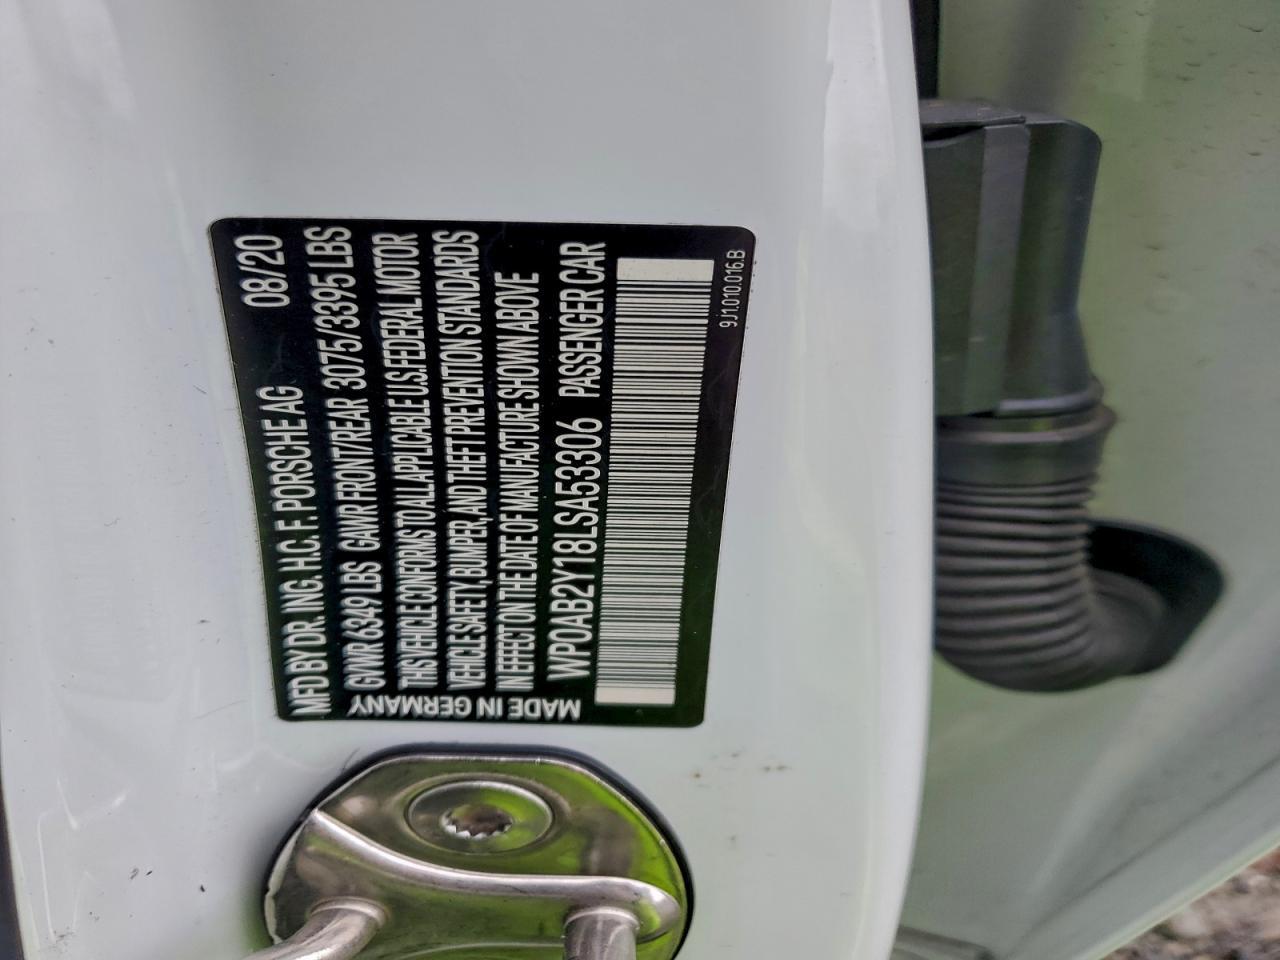 MFD BY DR. ING. H.C. F. PORSCHE AG 08/20
GVWR 6349 LBS GAWR FRONT/REAR 3075/3395 LBS
THIS VEHICLE CONFORMS TO ALL APPLICABLE U.S. FEDERAL MOTOR
VEHICLE SAFETY, BUMPER, AND THEFT PREVENTION STANDARDS
IN EFFECT ON THE DATE OF MANUFACTURE SHOWN ABOVE
WP0AB2Y18LSA53306 PASSENGER CAR
MADE IN GERMANY
9J1.010.016.B